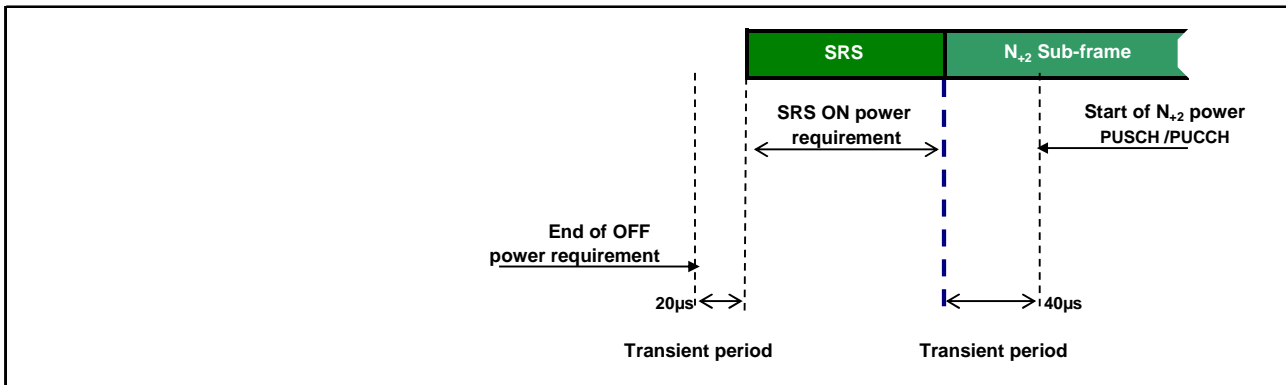 SRS
N+2 Sub-frame
SRS ON power
requirement
Start of N+2 power
PUSCH /PUCCH
End of OFF
power requirement
20µs
40µs
Transient period
Transient period